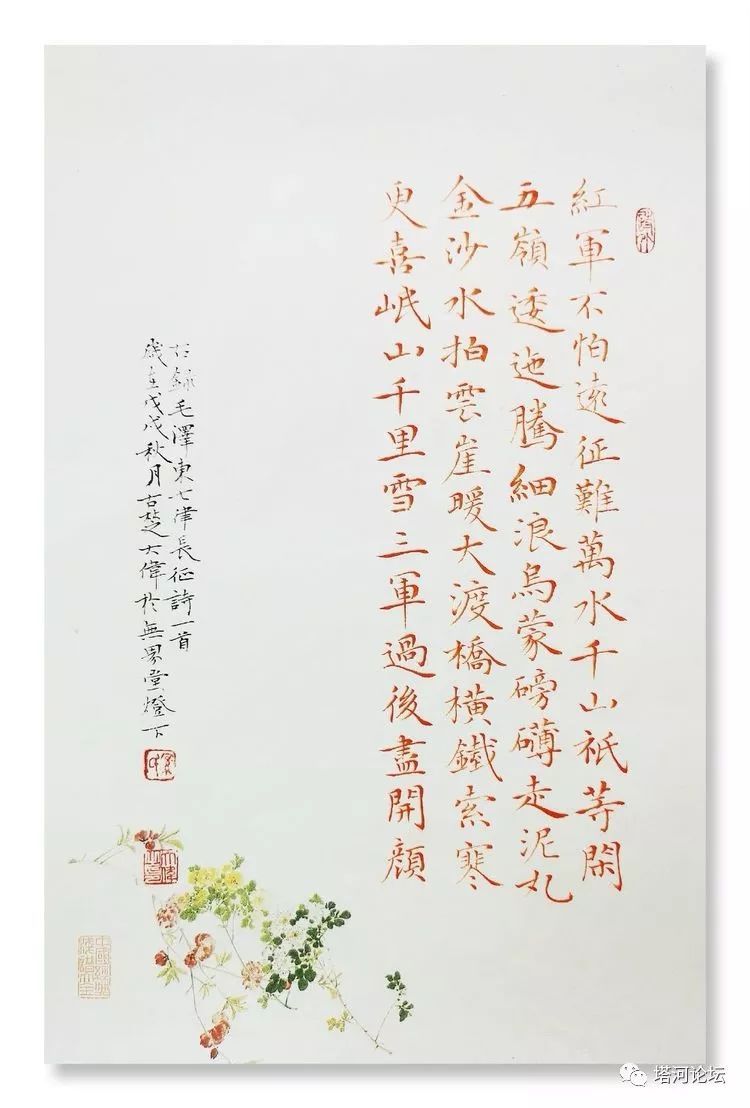 紅軍不怕遠征難萬水千山祇等閑
五嶺逶迤騰細浪烏蒙磅礴走泥丸
金沙水拍雲崖暖大渡橋橫鐵索寒
更喜岷山千里雪三軍過後盡開顏
錄毛澤東七律長征詩一首
歲在戊戌秋月古楚大偉於無界堂燈下
塔河论坛